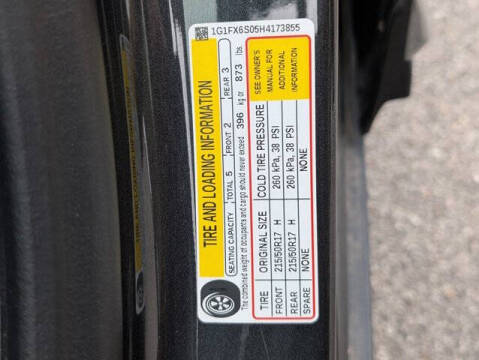 1G1FX6S05H4173855
TIRE AND LOADING INFORMATION
SEATING CAPACITY TOTAL 5 FRONT 2 REAR 3
The combined weight of occupants and cargo should never exceed 396 kg or 873 lbs.
TIRE ORIGINAL SIZE COLD TIRE PRESSURE
FRONT 215/50R17 H 260 kPa, 38 PSI
REAR 215/50R17 H 260 kPa, 38 PSI
SPARE NONE NONE
SEE OWNER'S
MANUAL FOR
ADDITIONAL
INFORMATION